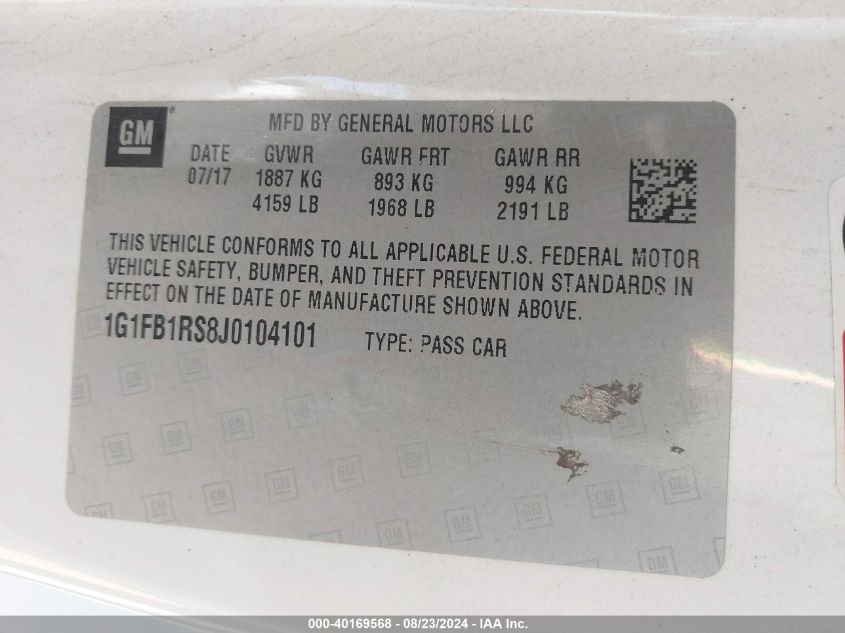 GM
MFD BY GENERAL MOTORS LLC
DATE GVWR GAWR FRT GAWR RR
07/17 1887 KG 893 KG 994 KG
4159 LB 1968 LB 2191 LB
THIS VEHICLE CONFORMS TO ALL APPLICABLE U.S. FEDERAL MOTOR
VEHICLE SAFETY, BUMPER, AND THEFT PREVENTION STANDARDS IN
EFFECT ON THE DATE OF MANUFACTURE SHOWN ABOVE.
1G1FB1RS8J0104101 TYPE: PASS CAR
000-40169568 - 08/23/2024 - IAA Inc.